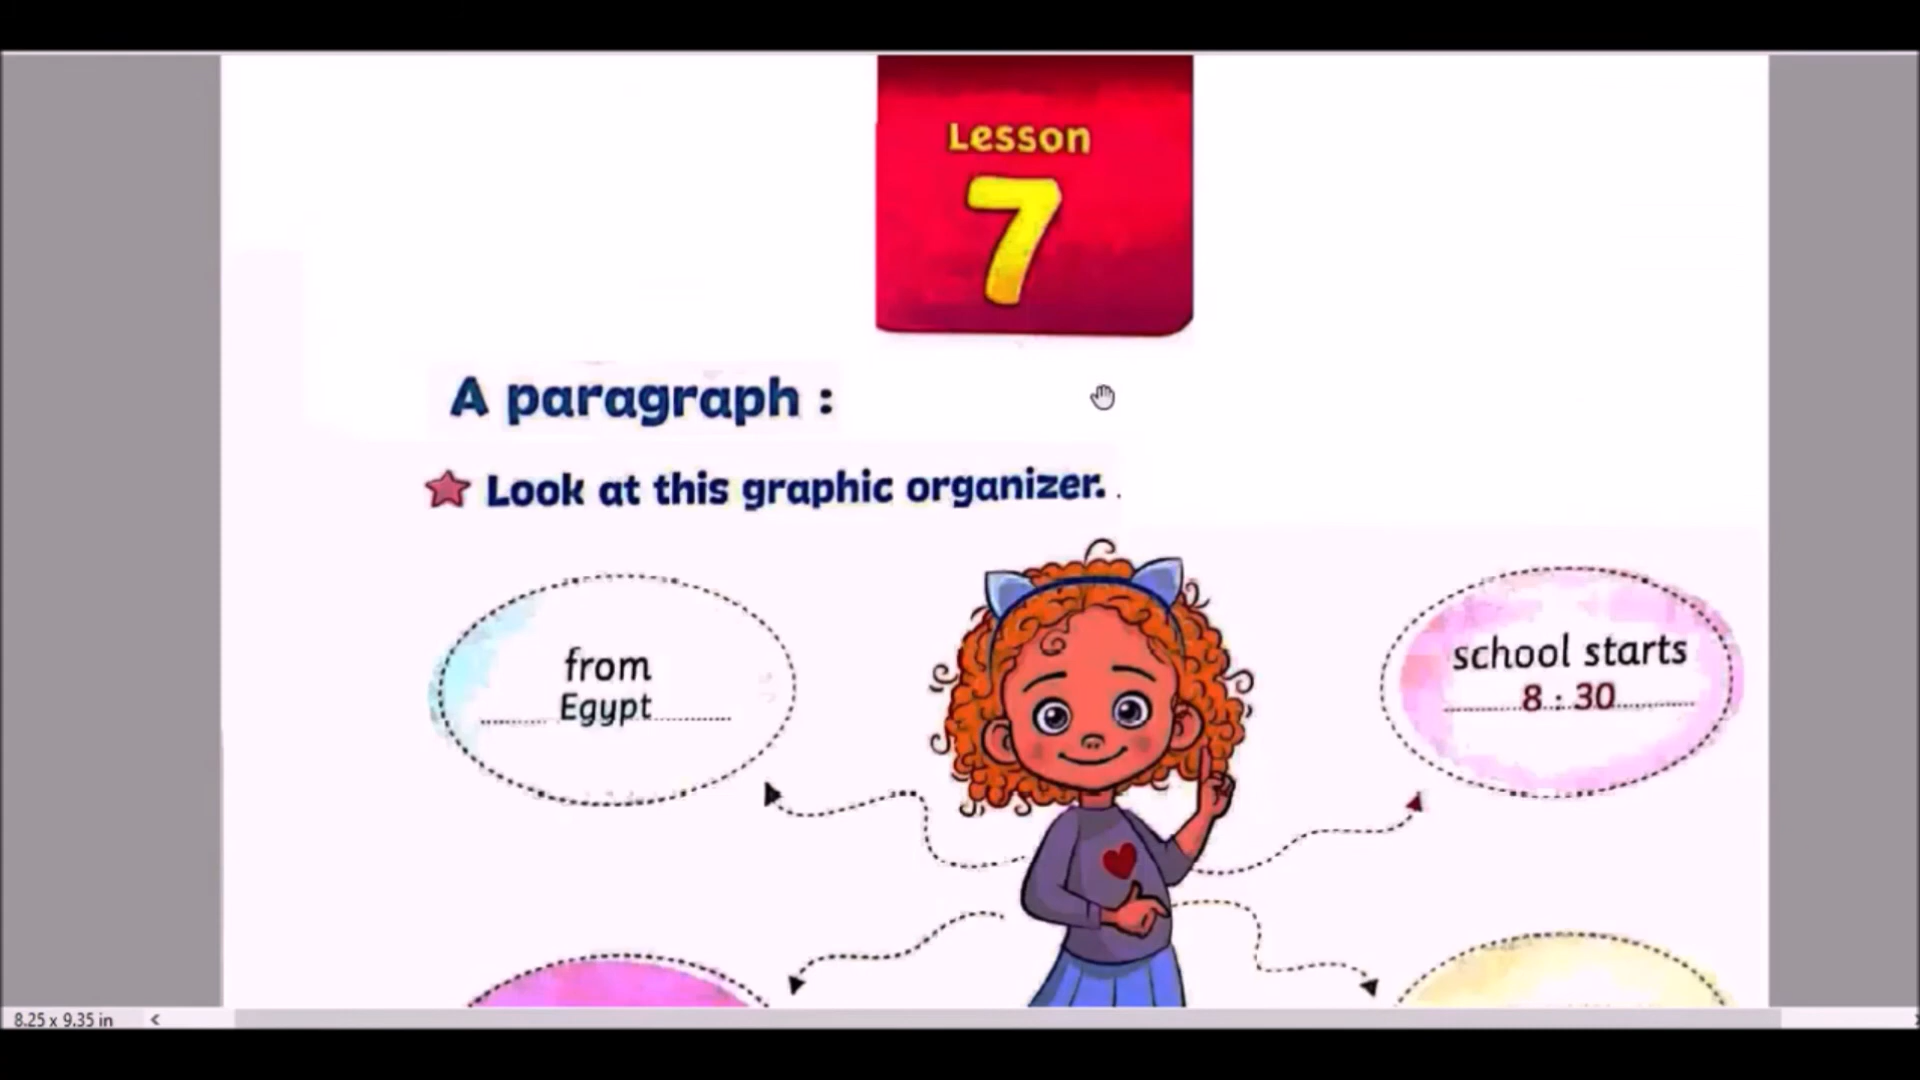 Lesson
7
A paragraph :
Look at this graphic organizer. .
from
Egypt
school starts
8 : 30
8.25 x 9.35 in